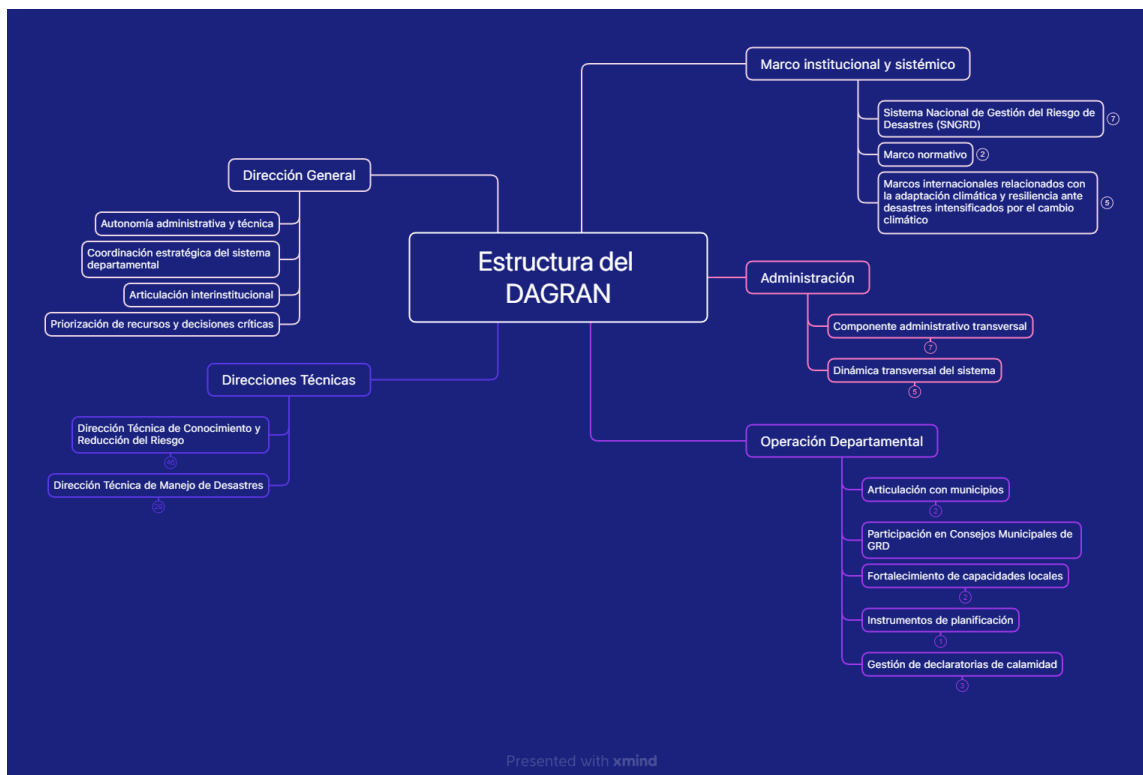 Estructura del
DAGRAN
Marco institucional y sistémico
Sistema Nacional de Gestión del Riesgo de
Desastres (SNGRD)
7
Marco normativo
2
Marcos internacionales relacionados con
la adaptación climática y resiliencia ante
desastres intensificados por el cambio
climático
5
Administración
Componente administrativo transversal
7
Dinámica transversal del sistema
5
Operación Departamental
Articulación con municipios
2
Participación en Consejos Municipales de
GRD
Fortalecimiento de capacidades locales
2
Instrumentos de planificación
1
Gestión de declaratorias de calamidad
3
Direcciones Técnicas
Dirección Técnica de Conocimiento y
Reducción del Riesgo
Dirección Técnica de Manejo de Desastres
Dirección General
Autonomía administrativa y técnica
Coordinación estratégica del sistema
departamental
Articulación interinstitucional
Priorización de recursos y decisiones críticas
Presented with xmind